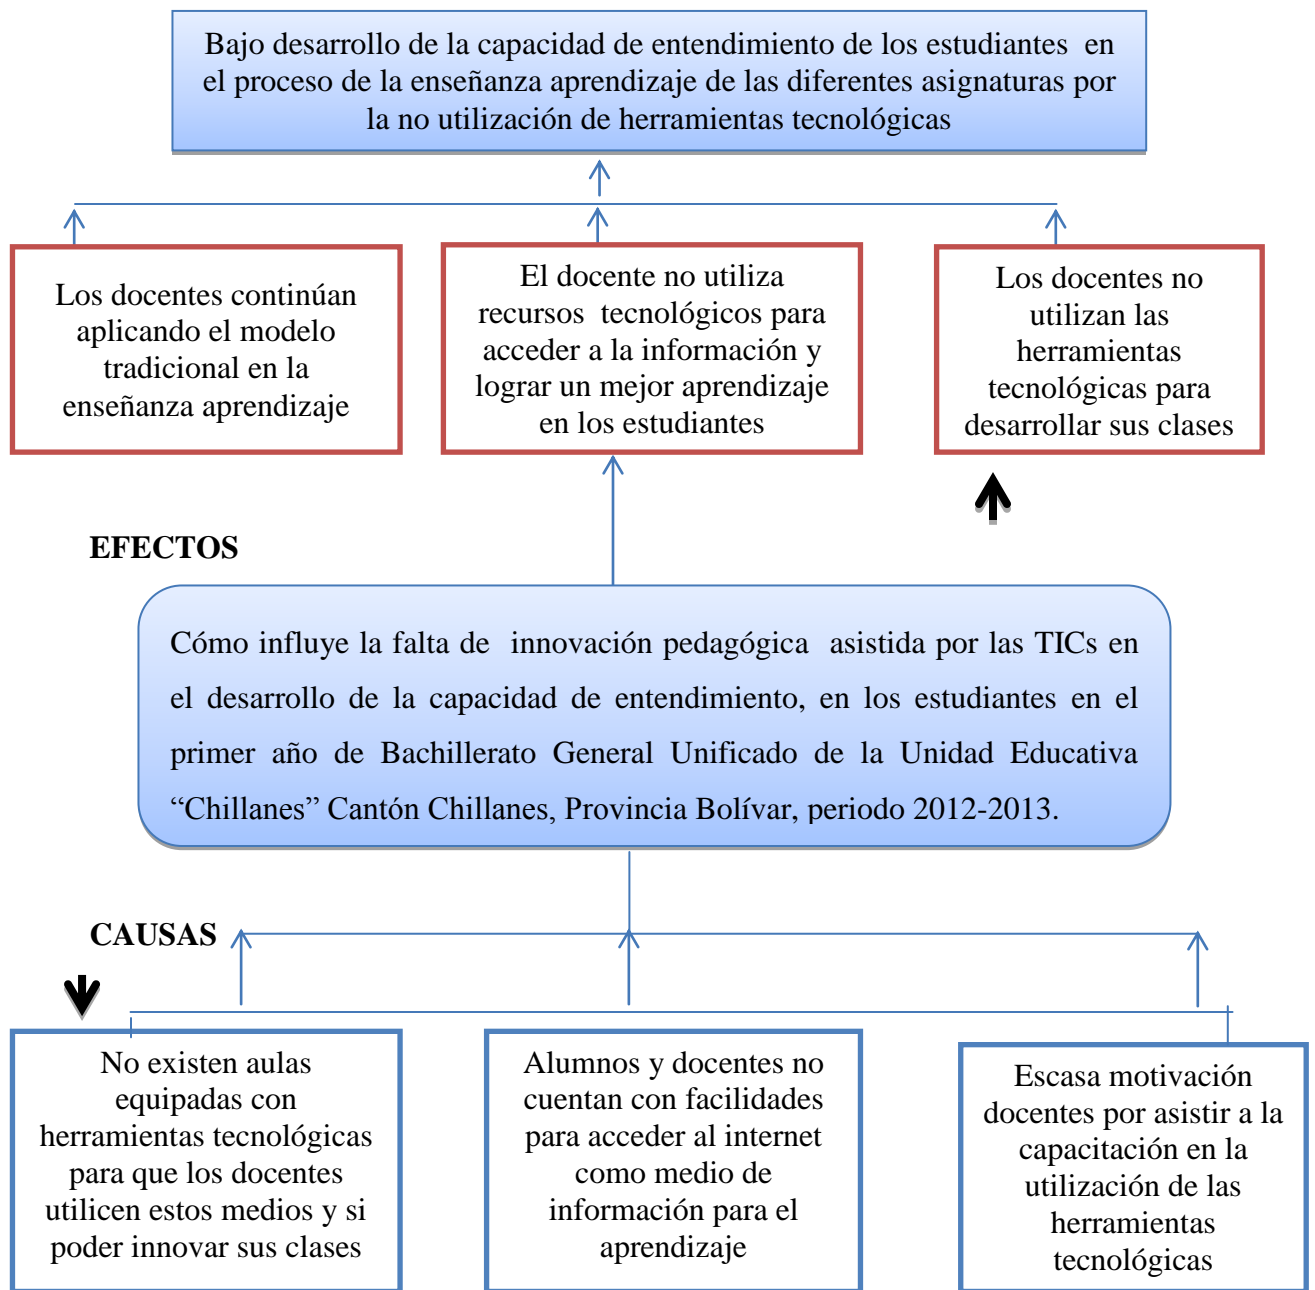 Bajo desarrollo de la capacidad de entendimiento de los estudiantes en
el proceso de la enseñanza aprendizaje de las diferentes asignaturas por
la no utilización de herramientas tecnológicas
Los docentes continúan
aplicando el modelo
tradicional en la
enseñanza aprendizaje
El docente no utiliza
recursos tecnológicos para
acceder a la información y
lograr un mejor aprendizaje
en los estudiantes
Los docentes no
utilizan las
herramientas
tecnológicas para
desarrollar sus clases
EFECTOS
Cómo influye la falta de innovación pedagógica asistida por las TICs en
el desarrollo de la capacidad de entendimiento, en los estudiantes en el
primer año de Bachillerato General Unificado de la Unidad Educativa
“Chillanes” Cantón Chillanes, Provincia Bolívar, periodo 2012-2013.
CAUSAS
No existen aulas
equipadas con
herramientas tecnológicas
para que los docentes
utilicen estos medios y si
poder innovar sus clases
Alumnos y docentes no
cuentan con facilidades
para acceder al internet
como medio de
información para el
aprendizaje
Escasa motivación
docentes por asistir a la
capacitación en la
utilización de las
herramientas
tecnológicas